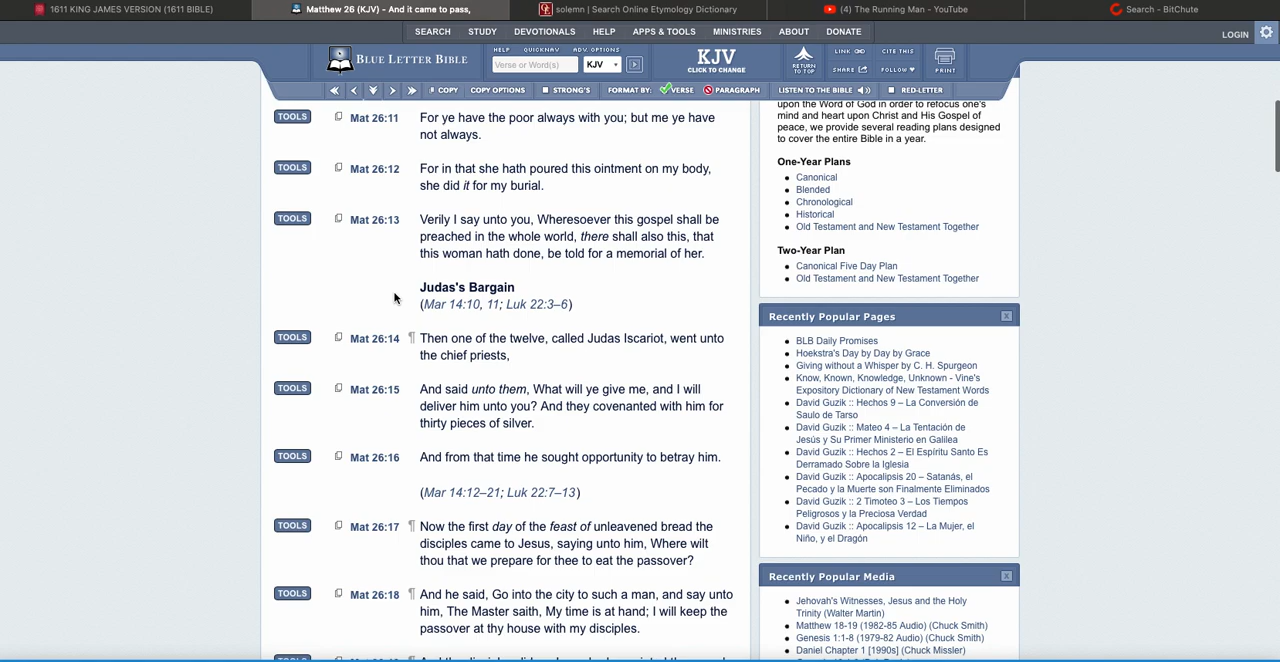 1611 KING JAMES VERSION (1611 BIBLE)
Matthew 26 (KJV) - And it came to pass,
solemn | Search Online Etymology Dictionary
(4) The Running Man - YouTube
Search - BitChute
SEARCH STUDY DEVOTIONALS HELP APPS & TOOLS MINISTRIES ABOUT DONATE
LOGIN
BLUE LETTER BIBLE
HELP QUICKNAV ADV. OPTIONS
Verse or Word(s) KJV
KJV
CLICK TO CHANGE
RETURN
TO TOP
LINK CITE THIS
SHARE FOLLOW
PRINT
COPY COPY OPTIONS STRONG'S FORMAT BY: VERSE PARAGRAPH LISTEN TO THE BIBLE RED-LETTER
TOOLS Mat 26:11 For ye have the poor always with you; but me ye have
not always.
TOOLS Mat 26:12 For in that she hath poured this ointment on my body,
she did it for my burial.
TOOLS Mat 26:13 Verily I say unto you, Wheresoever this gospel shall be
preached in the whole world, there shall also this, that
this woman hath done, be told for a memorial of her.
Judas's Bargain
(Mar 14:10, 11; Luk 22:3–6)
TOOLS Mat 26:14 ¶ Then one of the twelve, called Judas Iscariot, went unto
the chief priests,
TOOLS Mat 26:15 And said unto them, What will ye give me, and I will
deliver him unto you? And they covenanted with him for
thirty pieces of silver.
TOOLS Mat 26:16 And from that time he sought opportunity to betray him.
(Mar 14:12–21; Luk 22:7–13)
TOOLS Mat 26:17 ¶ Now the first day of the feast of unleavened bread the
disciples came to Jesus, saying unto him, Where wilt
thou that we prepare for thee to eat the passover?
TOOLS Mat 26:18 ¶ And he said, Go into the city to such a man, and say unto
him, The Master saith, My time is at hand; I will keep the
passover at thy house with my disciples.
upon the Word of God in order to refocus one's
mind and heart upon Christ and His Gospel of
peace, we provide several reading plans designed
to cover the entire Bible in a year.
One-Year Plans
Canonical
Blended
Chronological
Historical
Old Testament and New Testament Together
Two-Year Plan
Canonical Five Day Plan
Old Testament and New Testament Together
Recently Popular Pages
BLB Daily Promises
Hoekstra's Day by Day by Grace
Giving without a Whisper by C. H. Spurgeon
Know, Known, Knowledge, Unknown - Vine's
Expository Dictionary of New Testament Words
David Guzik :: Hechos 9 – La Conversión de
Saulo de Tarso
David Guzik :: Mateo 4 – La Tentación de
Jesús y Su Primer Ministerio en Galilea
David Guzik :: Hechos 2 – El Espíritu Santo Es
Derramado Sobre la Iglesia
David Guzik :: Apocalipsis 20 – Satanás, el
Pecado y la Muerte son Finalmente Eliminados
David Guzik :: 2 Timoteo 3 – Los Tiempos
Peligrosos y la Preciosa Verdad
David Guzik :: Apocalipsis 12 – La Mujer, el
Niño, y el Dragón
Recently Popular Media
Jehovah's Witnesses, Jesus and the Holy
Trinity (Walter Martin)
Matthew 18-19 (1982-85 Audio) (Chuck Smith)
Genesis 1:1-8 (1979-82 Audio) (Chuck Smith)
Daniel Chapter 1 [1990s] (Chuck Missler)